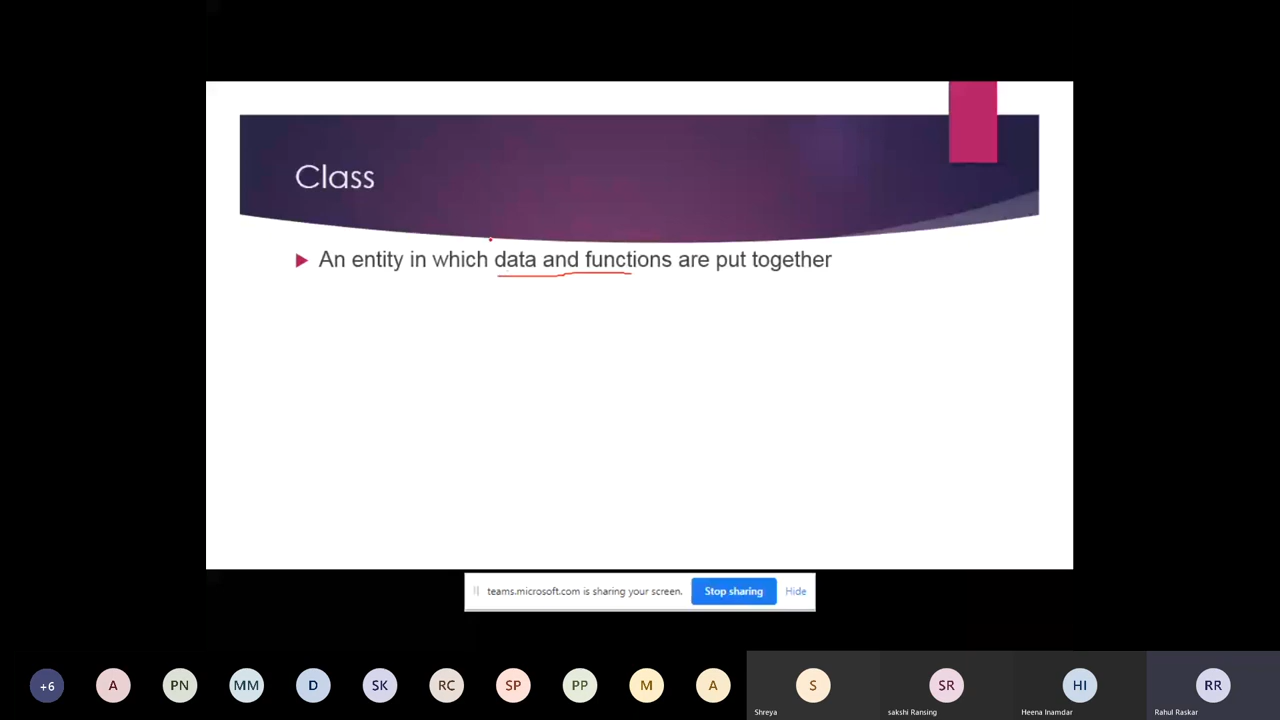 Class
An entity in which data and functions are put together
teams.microsoft.com is sharing your screen. Stop sharing Hide
+6 A PN MM D SK RC SP PP M A S SR HI RR
Shreya sakshi Ransing Heena Inamdar Rahul Raskar